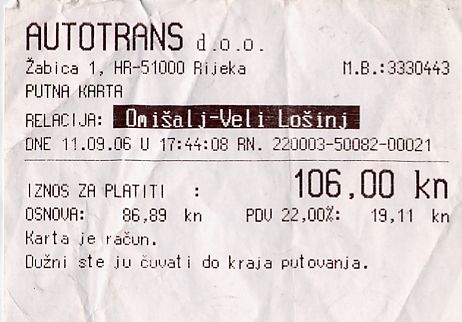 AUTOTRANS d.o.o.
Žabica 1, HR-51000 Rijeka M.B.:3330443
PUTNA KARTA
RELACIJA: Omišalj-Veli Lošinj
DNE 11.09.06 U 17:44:08 RN. 220003-50082-00021
IZNOS ZA PLATITI : 106,00 kn
OSNOVA: 86,89 kn PDV 22,00%: 19,11 kn
Karta je račun.
Dužni ste ju čuvati do kraja putovanja.